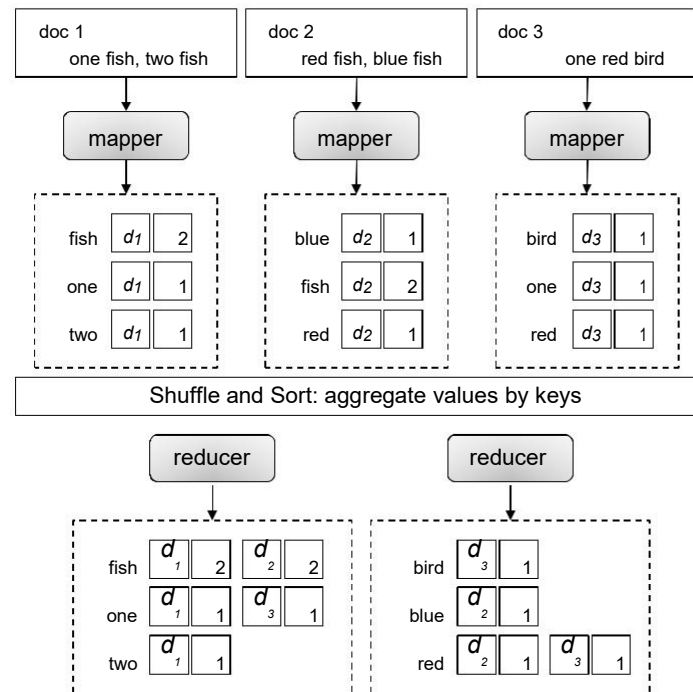 doc 1
one fish, two fish
doc 2
red fish, blue fish
doc 3
one red bird
mapper
mapper
mapper
fish d1 2
one d1 1
two d1 1
blue d2 1
fish d2 2
red d2 1
bird d3 1
one d3 1
red d3 1
Shuffle and Sort: aggregate values by keys
reducer
reducer
fish d1 2 d2 2
one d1 1 d3 1
two d1 1
bird d3 1
blue d2 1
red d2 1 d3 1